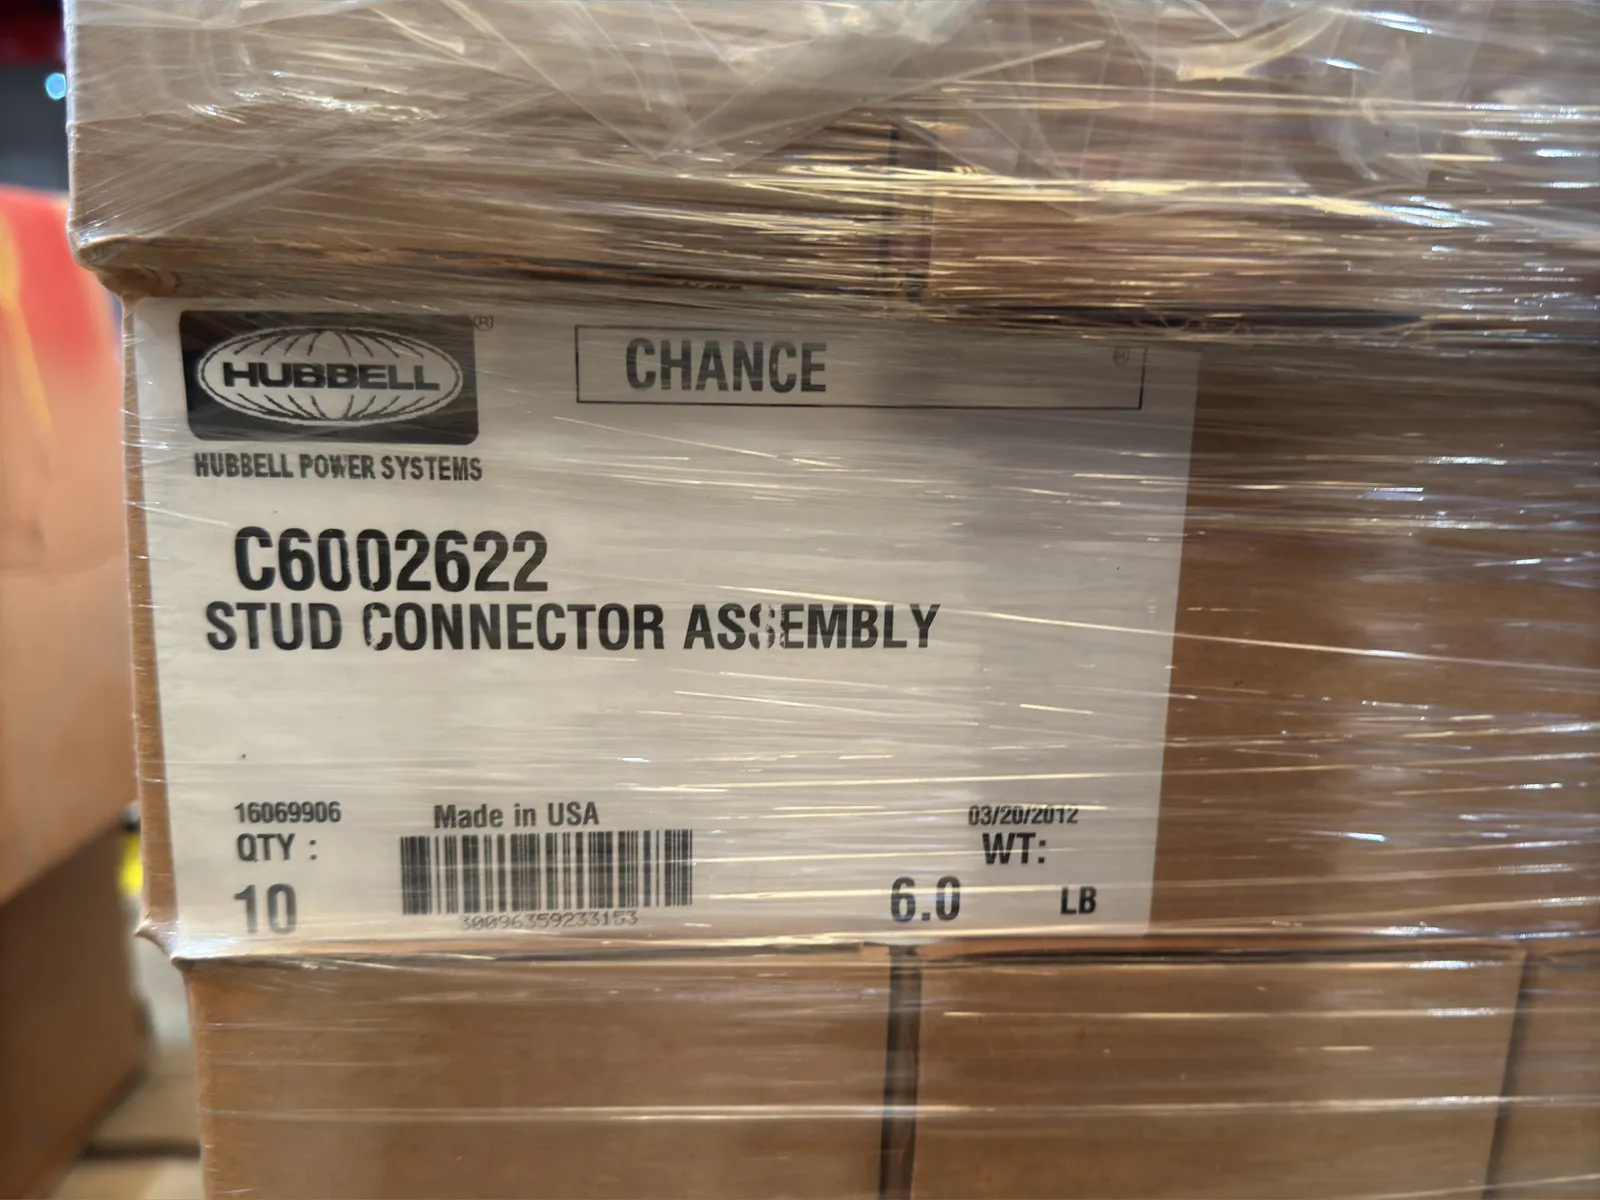 HUBBELL
(R)
CHANCE
(R)
HUBBELL POWER SYSTEMS
C6002622
STUD CONNECTOR ASSEMBLY
16069906
Made in USA
03/20/2012
QTY :
WT:
10
30096359233153
6.0 LB